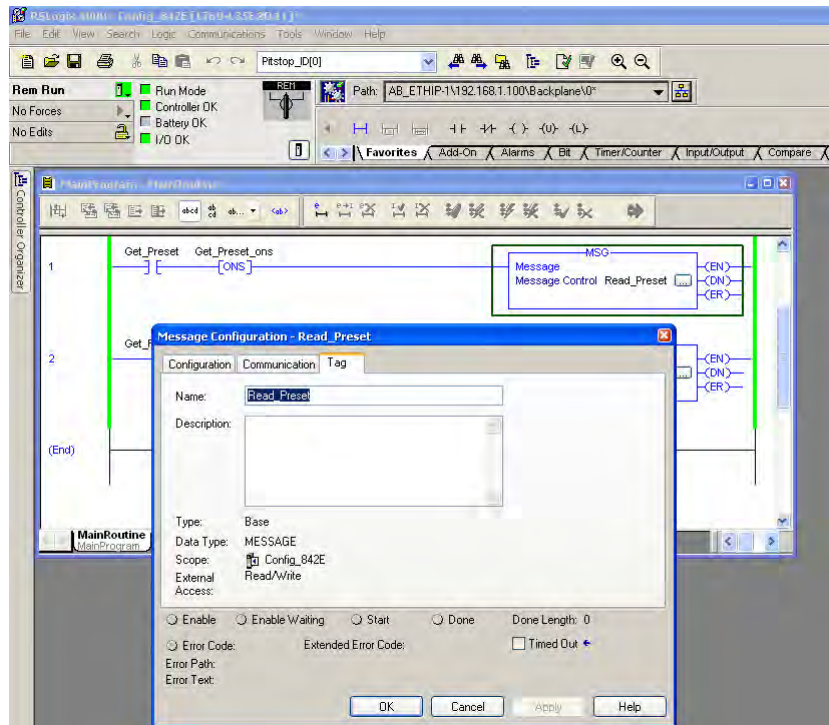 RSLogix 5000 - Config_842E [1769-L35E 20.11]*
File Edit View Search Logic Communications Tools Window Help
Pitstop_ID[0]
Rem Run
Run Mode
REM
Path: AB_ETHIP-1\192.168.1.100\Backplane\0*
No Forces
Controller OK
Battery OK
No Edits
I/O OK
Favorites Add-On Alarms Bit Timer/Counter Input/Output Compare
Controller Organizer
MainProgram - MainRoutine
Get_Preset Get_Preset_ons MSG
1 ONS Message EN
Message Control Read_Preset ... DN
ER
Message Configuration - Read_Preset
2 EN
... DN
ER
Configuration Communication Tag
Name: Read_Preset
Description:
(End)
Type: Base
Data Type: MESSAGE
Scope: Config_842E
External Access: Read/Write
MainRoutine
MainProgram
Enable Enable Waiting Start Done Done Length: 0
Error Code: Extended Error Code: Timed Out
Error Path:
Error Text:
OK Cancel Apply Help